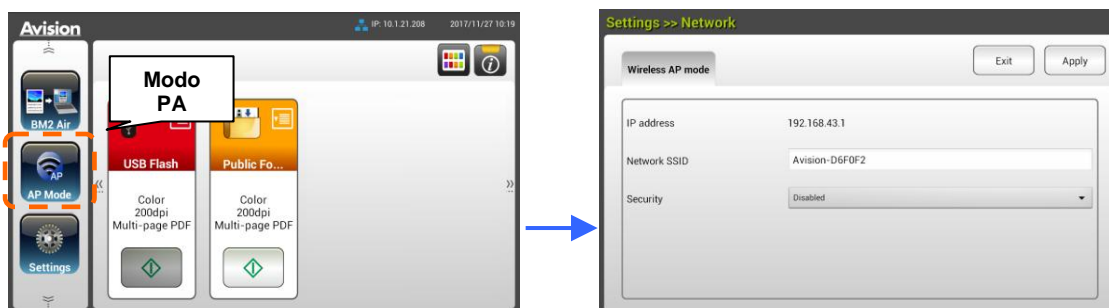 Avision
IP: 10.1.21.208
2017/11/27 10:19
Modo
PA
BM2 Air
AP
AP Mode
Settings
USB Flash
Color
200dpi
Multi-page PDF
Public Fo...
Color
200dpi
Multi-page PDF
Settings >> Network
Wireless AP mode
Exit
Apply
IP address
192.168.43.1
Network SSID
Avision-D6F0F2
Security
Disabled